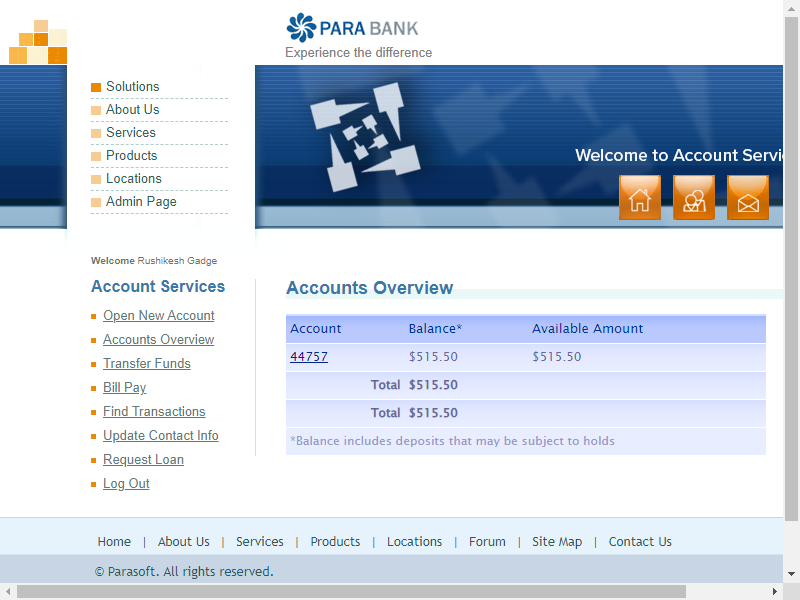 PARA BANK
Experience the difference
Solutions
About Us
Services
Products
Locations
Admin Page
Welcome to Account Servi
Welcome Rushikesh Gadge
Account Services
Open New Account
Accounts Overview
Transfer Funds
Bill Pay
Find Transactions
Update Contact Info
Request Loan
Log Out
Accounts Overview
Account Balance* Available Amount
44757 $515.50 $515.50
Total $515.50
Total $515.50
*Balance includes deposits that may be subject to holds
Home | About Us | Services | Products | Locations | Forum | Site Map | Contact Us
© Parasoft. All rights reserved.